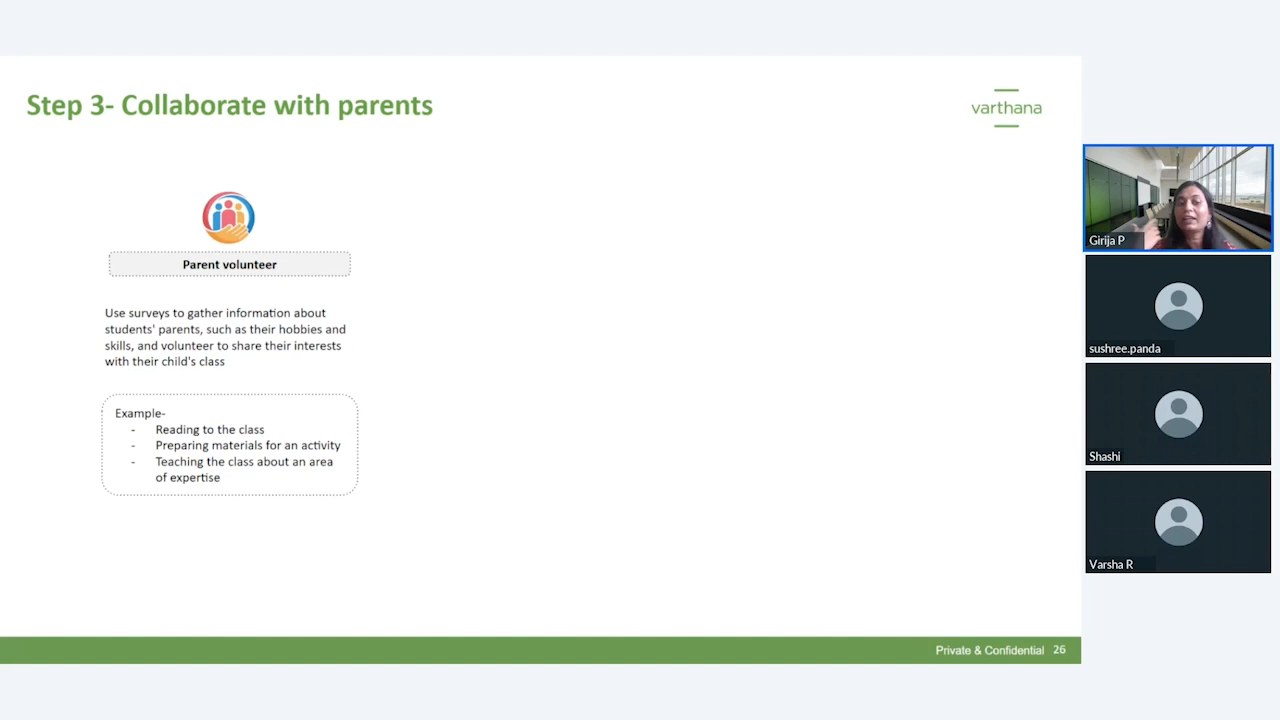 Step 3- Collaborate with parents
varthana
Parent volunteer
Use surveys to gather information about
students' parents, such as their hobbies and
skills, and volunteer to share their interests
with their child's class
Example-
- Reading to the class
- Preparing materials for an activity
- Teaching the class about an area
of expertise
Private & Confidential 26
Girija P
sushree.panda
Shashi
Varsha R